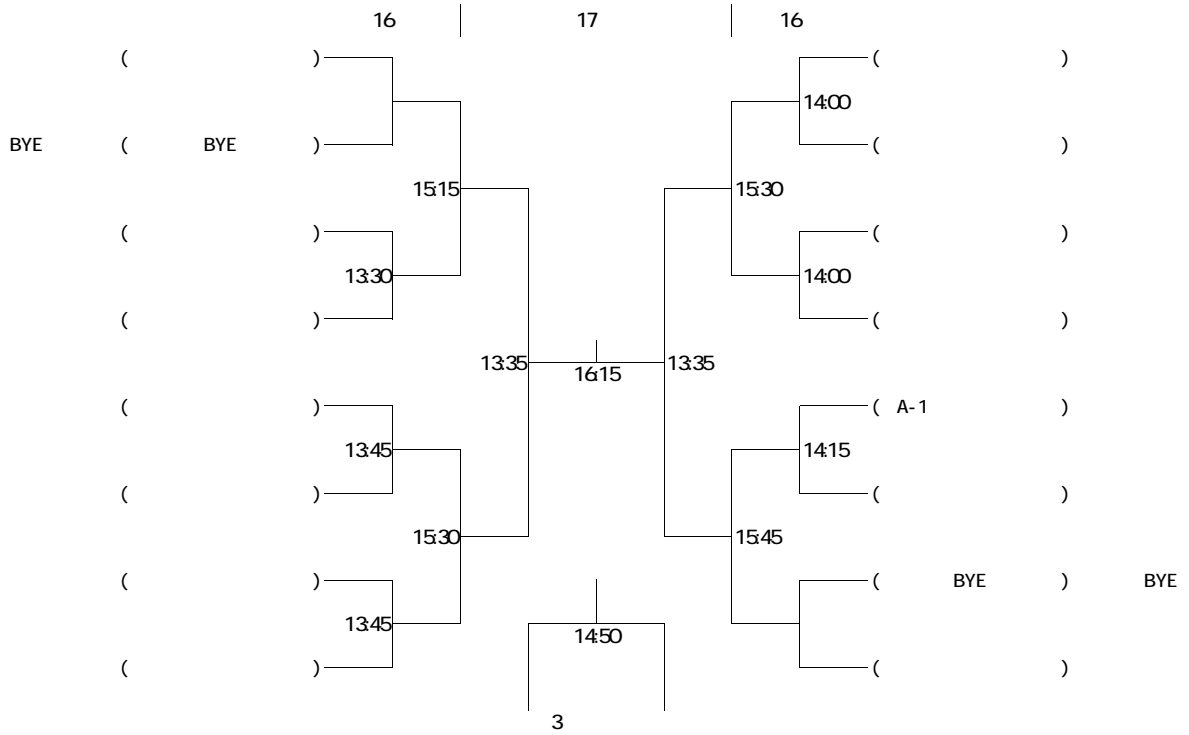 16 17 16
( ) ( )
14:00
BYE ( BYE ) ( )
15:15 15:30
( ) ( )
13:30 14:00
( ) ( )
13:35 16:15 13:35
( ) ( A-1 )
13:45 14:15
( ) ( )
15:30 15:45
( ) ( BYE ) BYE
13:45 14:50
( ) ( )
3